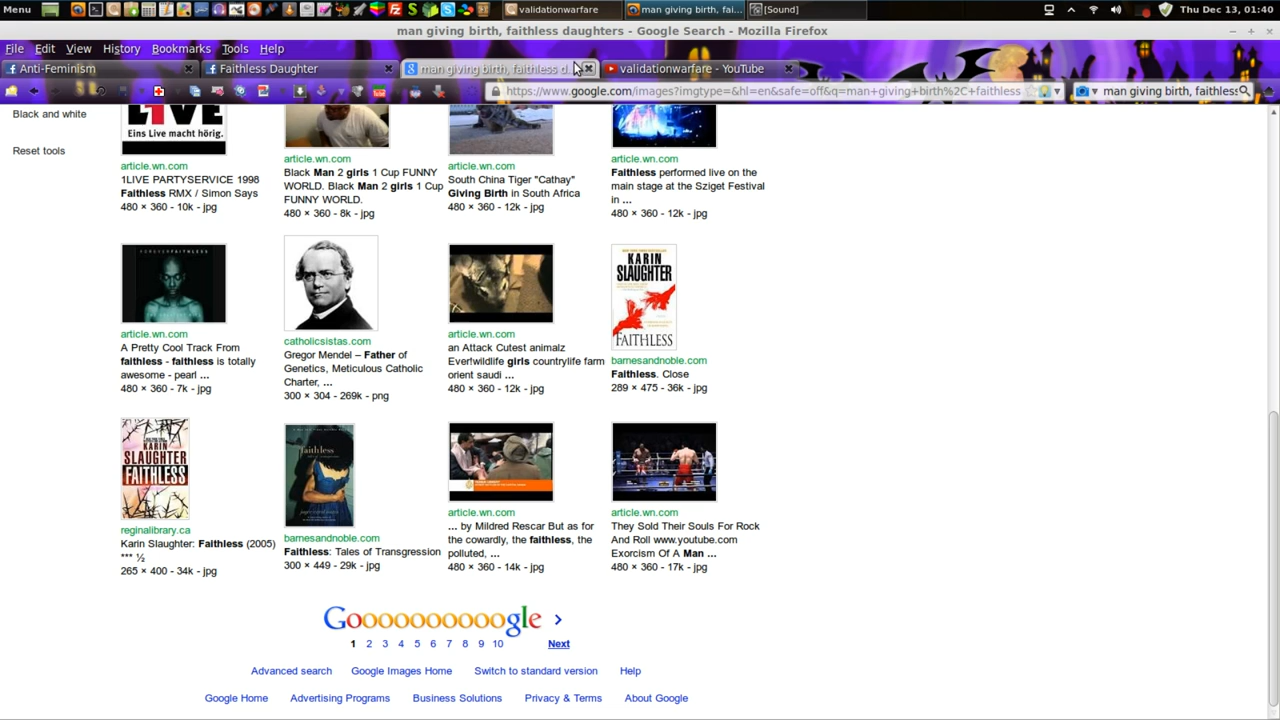 Menu
validationwarfare
man giving birth, fai...
[Sound]
Thu Dec 13, 01:40
man giving birth, faithless daughters - Google Search - Mozilla Firefox
File Edit View History Bookmarks Tools Help
Anti-Feminism
Faithless Daughter
man giving birth, faithless d...
validationwarfare - YouTube
https://www.google.com/images?imgtype=&hl=en&safe=off&q=man+giving+birth%2C+faithless
man giving birth, faithless
Black and white
Reset tools
LIVE
Eins Live macht hörig.
article.wn.com
1LIVE PARTYSERVICE 1998
Faithless RMX / Simon Says
480 × 360 - 10k - jpg
article.wn.com
Black Man 2 girls 1 Cup FUNNY
WORLD. Black Man 2 girls 1 Cup
FUNNY WORLD.
480 × 360 - 8k - jpg
article.wn.com
South China Tiger "Cathay"
Giving Birth in South Africa
480 × 360 - 12k - jpg
article.wn.com
Faithless performed live on the
main stage at the Sziget Festival
in ...
480 × 360 - 12k - jpg
FOREVER FAITHLESS
article.wn.com
A Pretty Cool Track From
faithless - faithless is totally
awesome - pearl ...
480 × 360 - 7k - jpg
catholicsistas.com
Gregor Mendel – Father of
Genetics, Meticulous Catholic
Charter, ...
300 × 304 - 269k - png
article.wn.com
an Attack Cutest animalz
Ever!wildlife girls countrylife farm
orient saudi ...
480 × 360 - 12k - jpg
KARIN
SLAUGHTER
FAITHLESS
barnesandnoble.com
Faithless. Close
289 × 475 - 36k - jpg
KARIN
SLAUGHTER
FAITHLESS
reginalibrary.ca
Karin Slaughter: Faithless (2005)
*** ½
265 × 400 - 34k - jpg
faithless
barnesandnoble.com
Faithless: Tales of Transgression
300 × 449 - 29k - jpg
article.wn.com
... by Mildred Rescar But as for
the cowardly, the faithless, the
polluted, ...
480 × 360 - 14k - jpg
article.wn.com
They Sold Their Souls For Rock
And Roll www.youtube.com
Exorcism Of A Man ...
480 × 360 - 17k - jpg
Goooooooooogle >
1 2 3 4 5 6 7 8 9 10 Next
Advanced search Google Images Home Switch to standard version Help
Google Home Advertising Programs Business Solutions Privacy & Terms About Google